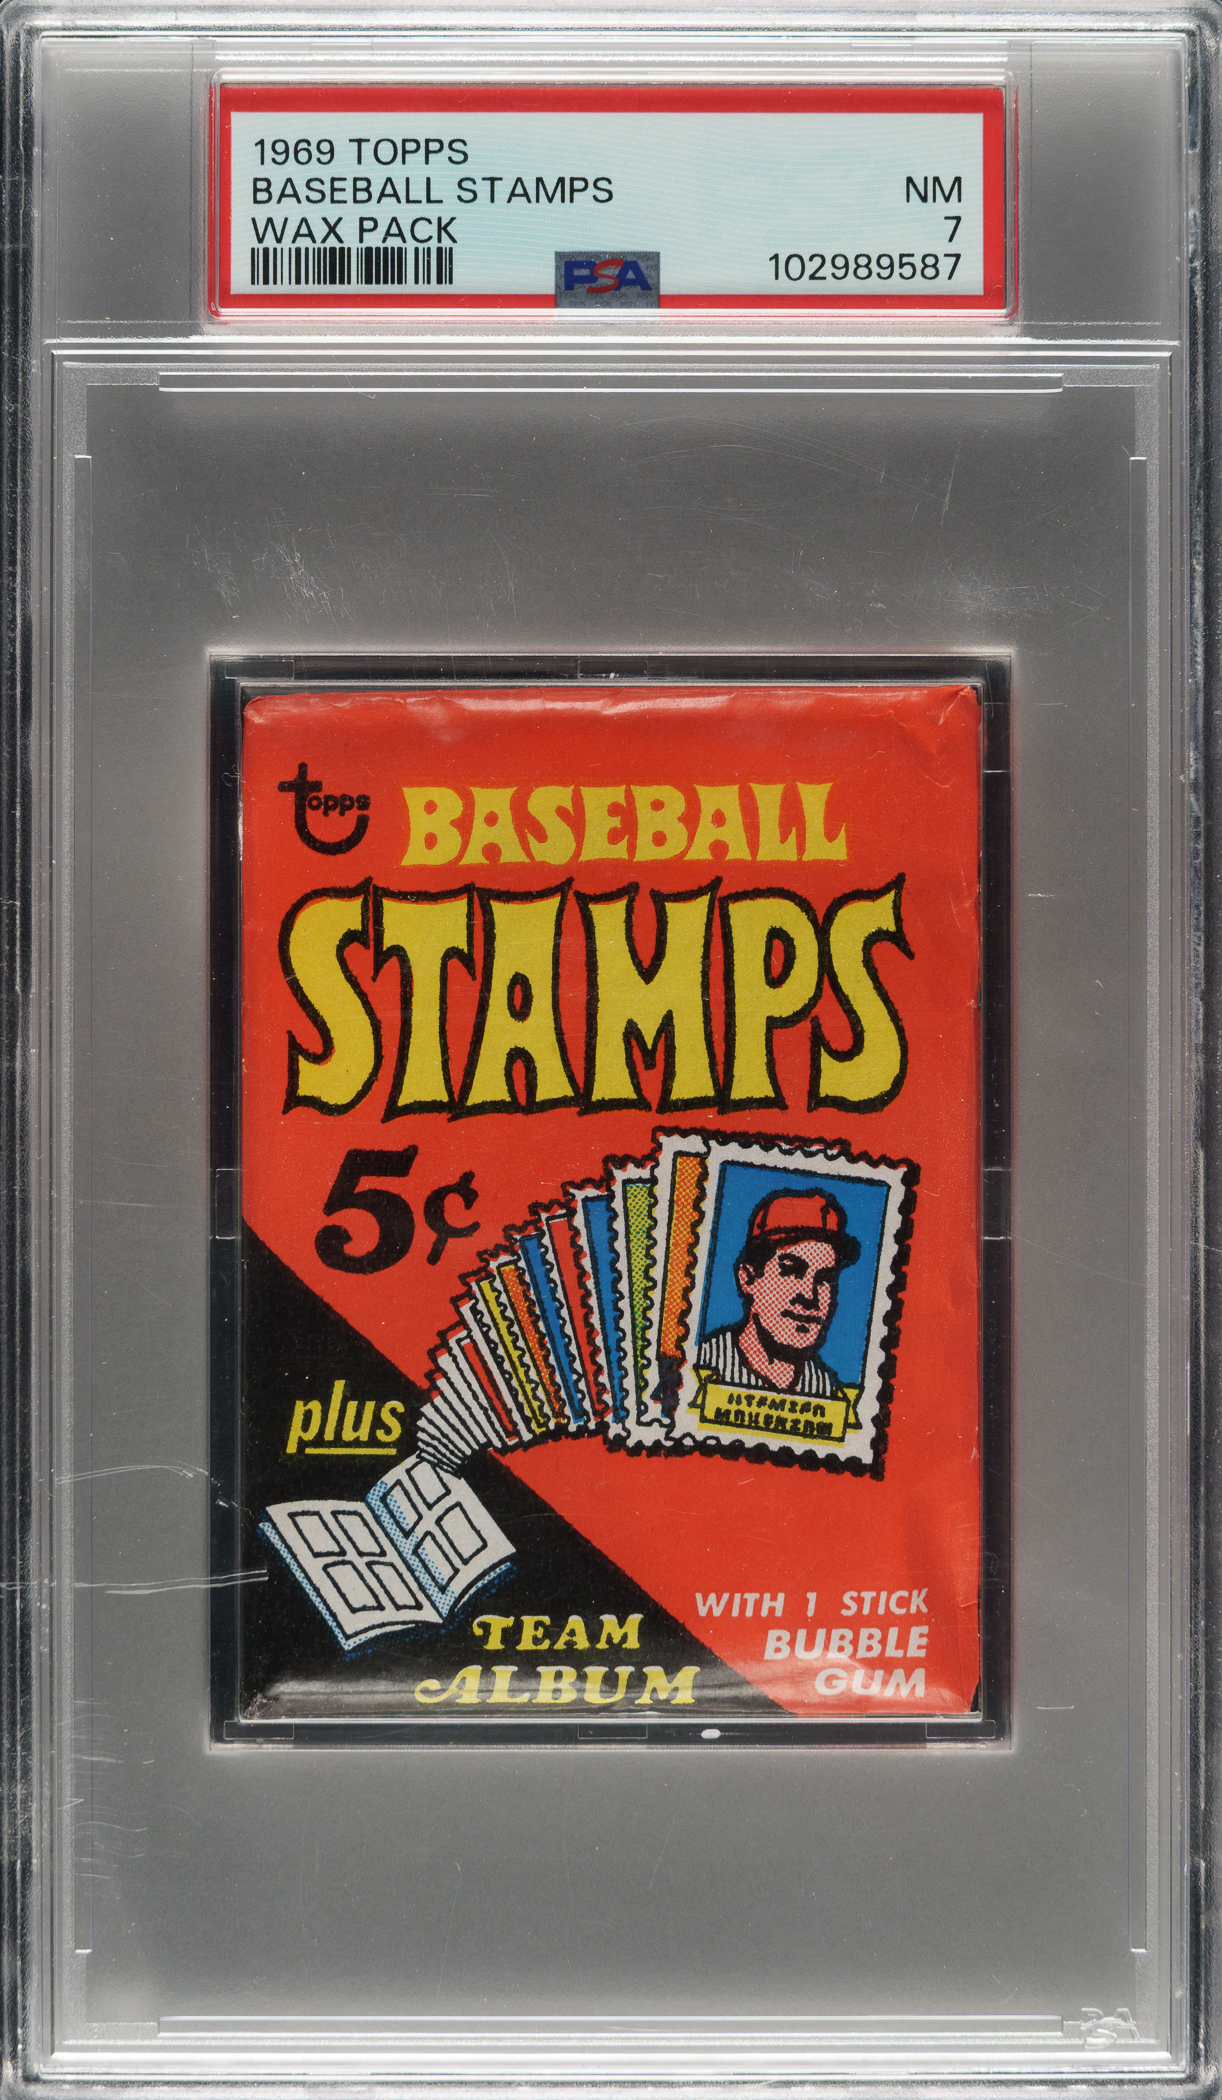 1969 TOPPS
BASEBALL STAMPS
NM
WAX PACK
7
PSA
102989587
topps
BASEBALL
STAMPS
5¢
plus
TEAM
ALBUM
WITH 1 STICK
BUBBLE
GUM
PSA